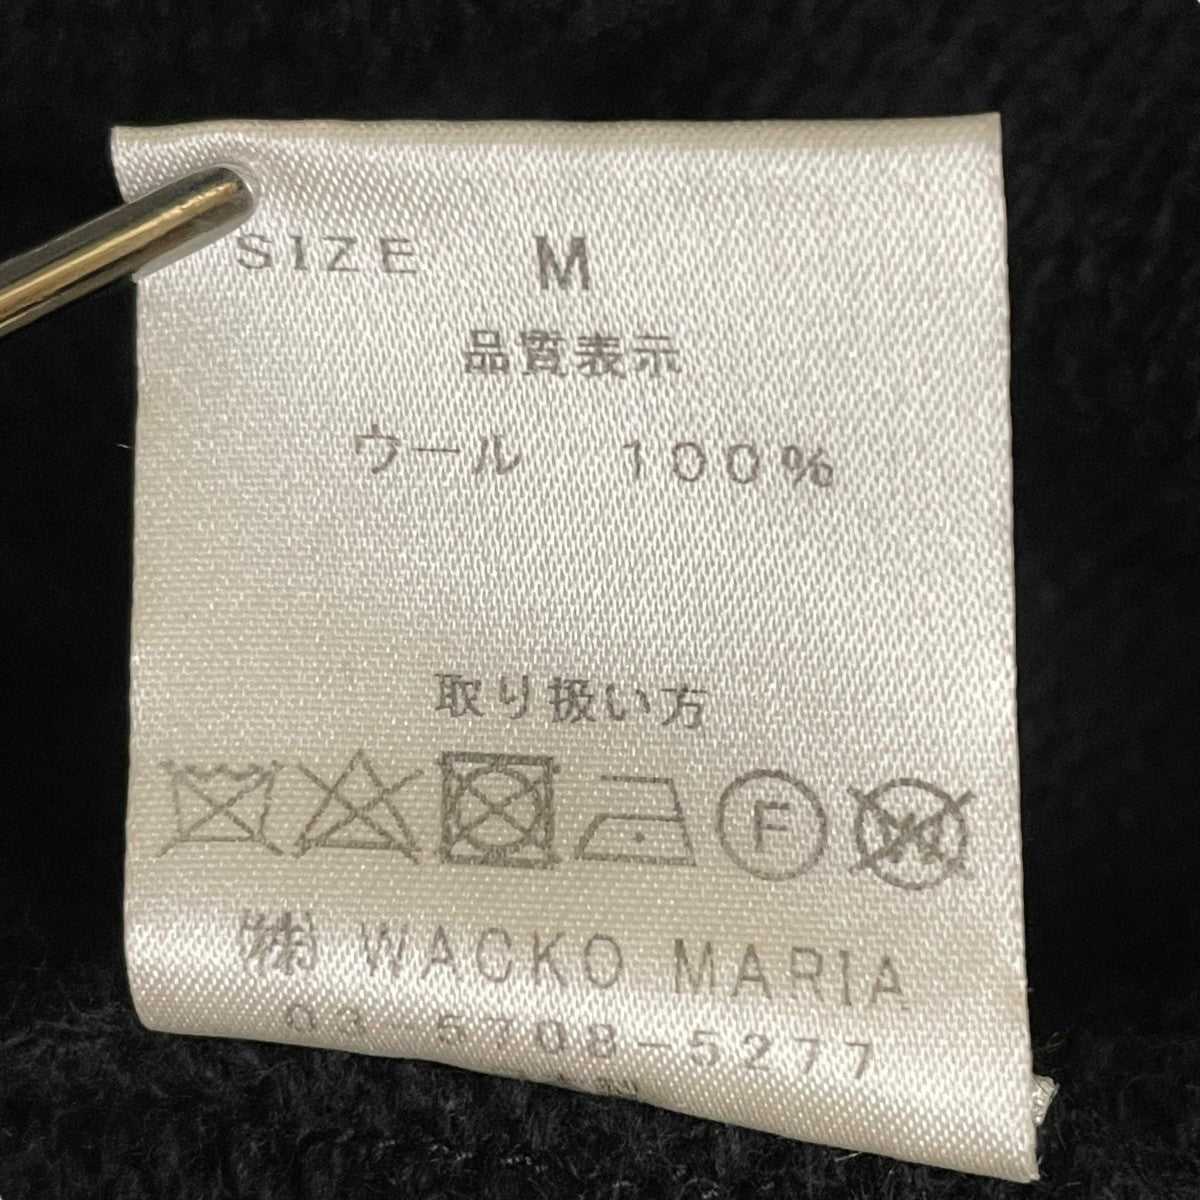 SIZE M
品質表示
ウール 100%
取り扱い方
F
W
㈱ WACKO MARIA
03-5708-5277